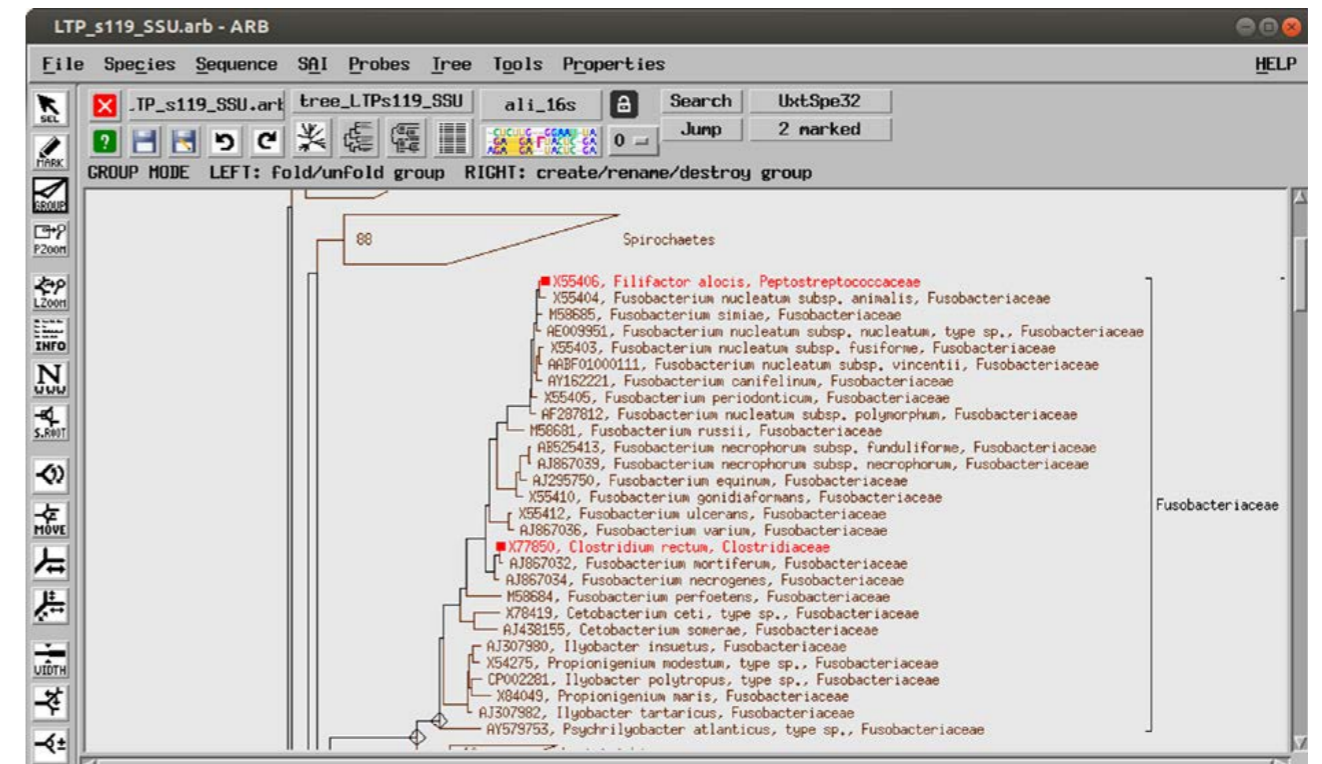 LTP_s119_SSU.arb - ARB
File Species Sequence SAI Probes Tree Tools Properties HELP
SEL
MARK
GROUP
PZoom
LZoom
INFO
N
WWW
S.ROOT
MOVE
WIDTH
.TP_s119_SSU.art tree_LTPs119_SSU ali_16s Search UxtSpe32
0 Jump 2 marked
GROUP MODE LEFT: fold/unfold group RIGHT: create/rename/destroy group
88 Spirochaetes
X55406, Filifactor alocis, Peptostreptococcaceae
X55404, Fusobacterium nucleatum subsp. animalis, Fusobacteriaceae
M58685, Fusobacterium simiae, Fusobacteriaceae
AE009951, Fusobacterium nucleatum subsp. nucleatum, type sp., Fusobacteriaceae
X55403, Fusobacterium nucleatum subsp. fusiforme, Fusobacteriaceae
AABF01000111, Fusobacterium nucleatum subsp. vincentii, Fusobacteriaceae
AY162221, Fusobacterium canifelinum, Fusobacteriaceae
X55405, Fusobacterium periodonticum, Fusobacteriaceae
AF287812, Fusobacterium nucleatum subsp. polymorphum, Fusobacteriaceae
M58681, Fusobacterium russii, Fusobacteriaceae
AB525413, Fusobacterium necrophorum subsp. funduliforme, Fusobacteriaceae
AJ867039, Fusobacterium necrophorum subsp. necrophorum, Fusobacteriaceae
AJ295750, Fusobacterium equinum, Fusobacteriaceae
X55410, Fusobacterium gonidiaformans, Fusobacteriaceae
X55412, Fusobacterium ulcerans, Fusobacteriaceae
AJ867036, Fusobacterium varium, Fusobacteriaceae
X77850, Clostridium rectum, Clostridiaceae
AJ867032, Fusobacterium mortiferum, Fusobacteriaceae
AJ867034, Fusobacterium necrogenes, Fusobacteriaceae
M58684, Fusobacterium perfoetens, Fusobacteriaceae
X78419, Cetobacterium ceti, type sp., Fusobacteriaceae
AJ438155, Cetobacterium somerae, Fusobacteriaceae
AJ307980, Ilyobacter insuetus, Fusobacteriaceae
X54275, Propionigenium modestum, type sp., Fusobacteriaceae
CP002281, Ilyobacter polytropus, type sp., Fusobacteriaceae
X84049, Propionigenium maris, Fusobacteriaceae
AJ307982, Ilyobacter tartaricus, Fusobacteriaceae
AY579753, Psychrilyobacter atlanticus, type sp., Fusobacteriaceae
Fusobacteriaceae